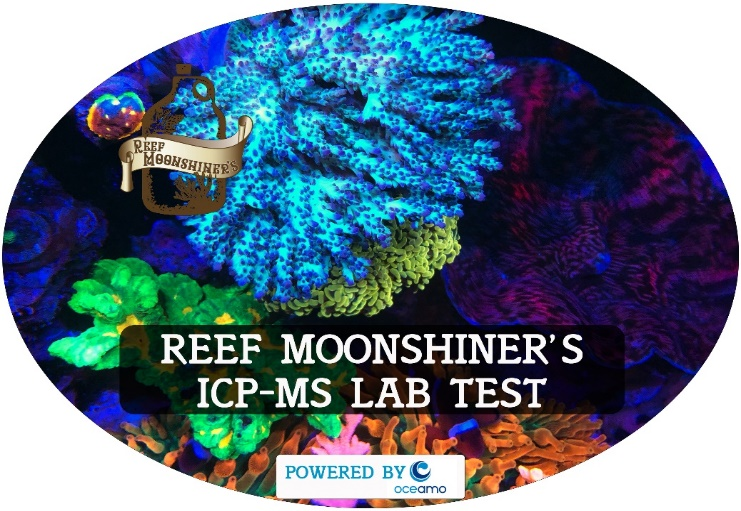 REEF
MOONSHINER'S
REEF MOONSHINER'S
ICP-MS LAB TEST
POWERED BY
oceamo